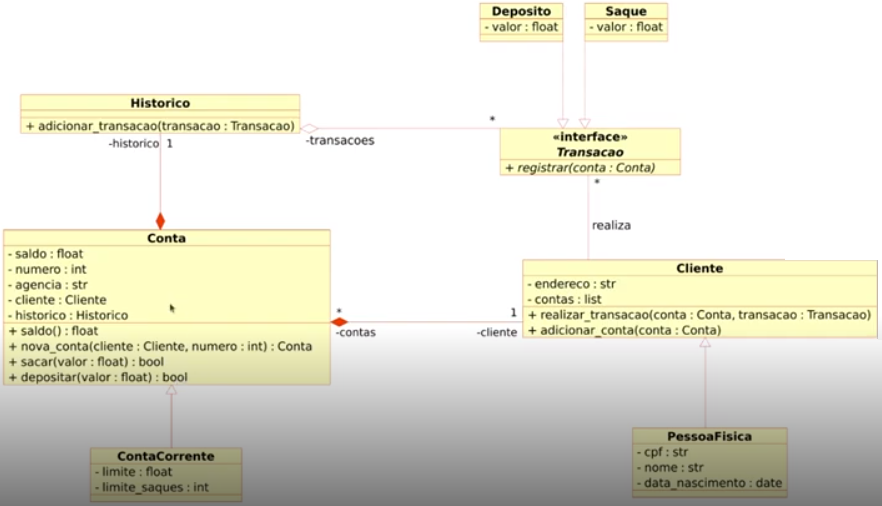 Deposito
- valor : float
Saque
- valor : float
Historico
+ adicionar_transacao(transacao : Transacao)
-historico 1
-transacoes
*
«interface»
Transacao
+ registrar(conta : Conta)
*
realiza
Conta
- saldo : float
- numero : int
- agencia : str
- cliente : Cliente
- historico : Historico
+ saldo() : float
+ nova_conta(cliente : Cliente, numero : int) : Conta
+ sacar(valor : float) : bool
+ depositar(valor : float) : bool
*
-contas
1
-cliente
Cliente
- endereco : str
- contas : list
+ realizar_transacao(conta : Conta, transacao : Transacao)
+ adicionar_conta(conta : Conta)
ContaCorrente
- limite : float
- limite_saques : int
PessoaFisica
- cpf : str
- nome : str
- data_nascimento : date